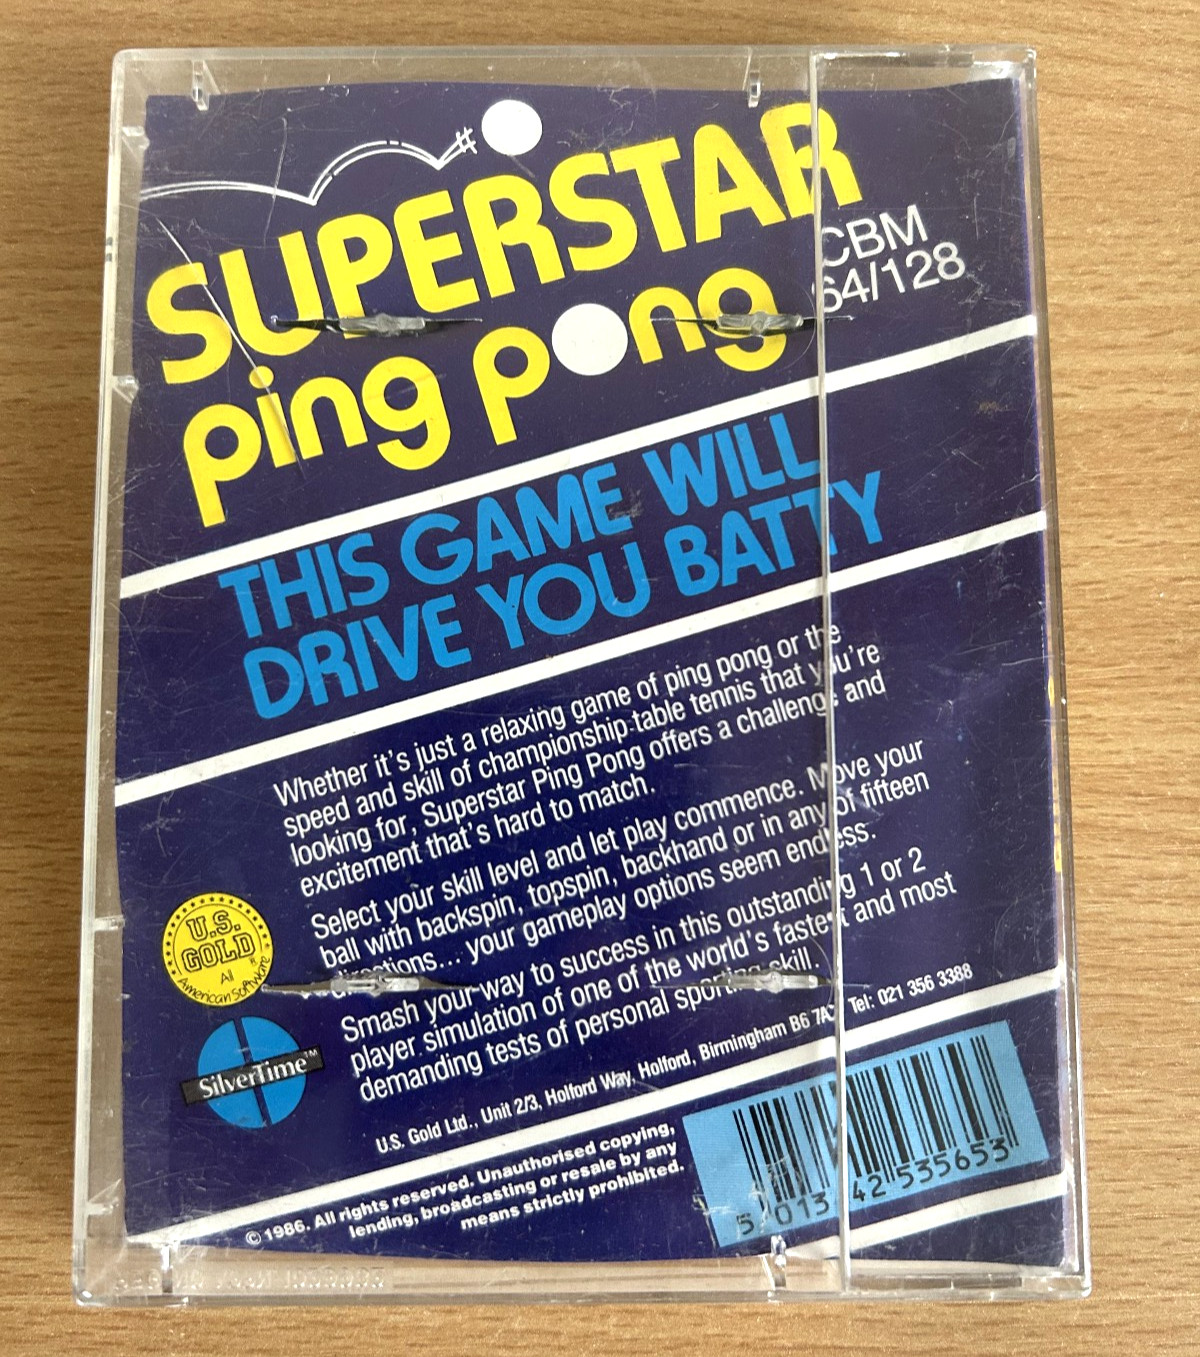 SUPERSTAR
ping pong
CBM
64/128
THIS GAME WILL
DRIVE YOU BATTY
Whether it's just a relaxing game of ping pong or the
speed and skill of championship table tennis that you're
looking for, Superstar Ping Pong offers a challenge and
excitement that's hard to match.
Select your skill level and let play commence. Move your
ball with backspin, topspin, backhand or in any of fifteen
directions... your gameplay options seem endless.
Smash your way to success in this outstanding 1 or 2
player simulation of one of the world's fastest and most
demanding tests of personal sporting skill.
U.S.
GOLD
All
American Software
SilverTime™
U.S. Gold Ltd., Unit 2/3, Holford Way, Holford, Birmingham B6 Tel: 021 356 3388
© 1986. All rights reserved. Unauthorised copying,
lending, broadcasting or resale by any
means strictly prohibited.
5 013 42 535653